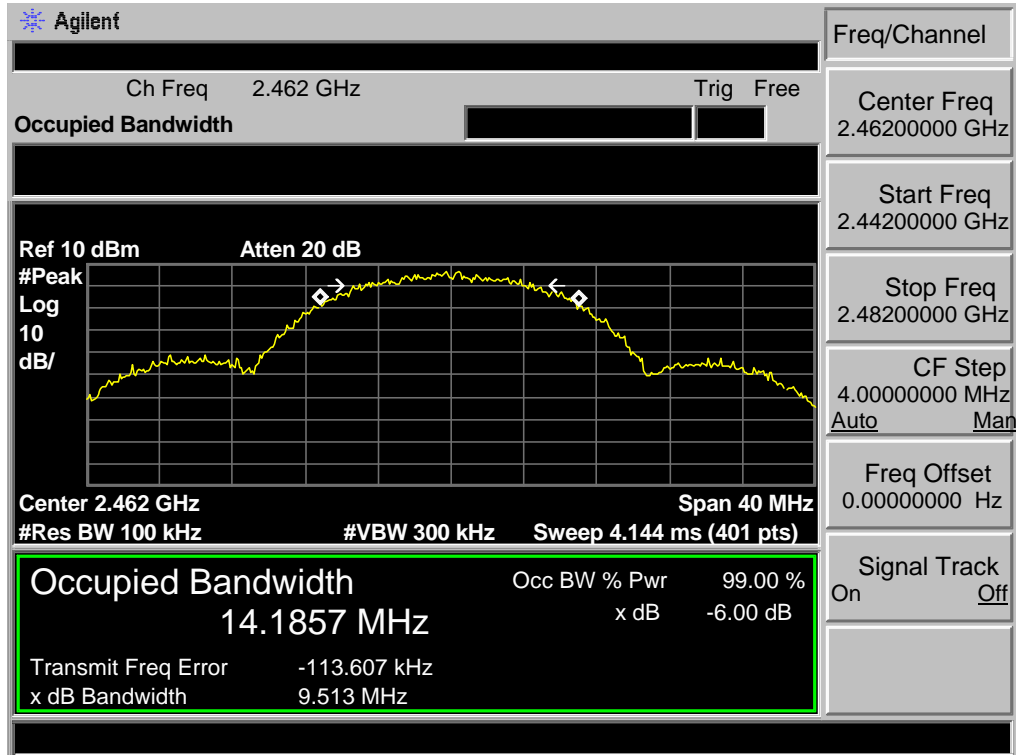 Agilent
Freq/Channel
Ch Freq 2.462 GHz Trig Free
Occupied Bandwidth
Center Freq
2.46200000 GHz
Start Freq
2.44200000 GHz
Stop Freq
2.48200000 GHz
CF Step
4.00000000 MHz
Auto Man
Freq Offset
0.00000000 Hz
Signal Track
On Off
Ref 10 dBm Atten 20 dB
#Peak
Log
10
dB/
Center 2.462 GHz Span 40 MHz
#Res BW 100 kHz #VBW 300 kHz Sweep 4.144 ms (401 pts)
Occupied Bandwidth Occ BW % Pwr 99.00 %
14.1857 MHz x dB -6.00 dB
Transmit Freq Error -113.607 kHz
x dB Bandwidth 9.513 MHz